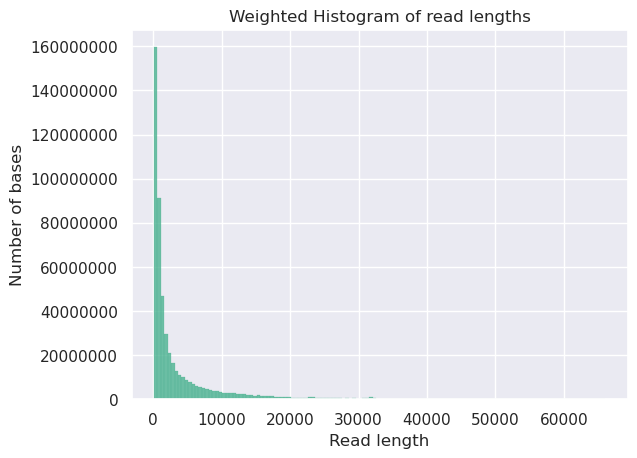 Weighted Histogram of read lengths
160000000
140000000
120000000
100000000
80000000
60000000
40000000
20000000
0
Number of bases
0 10000 20000 30000 40000 50000 60000
Read length